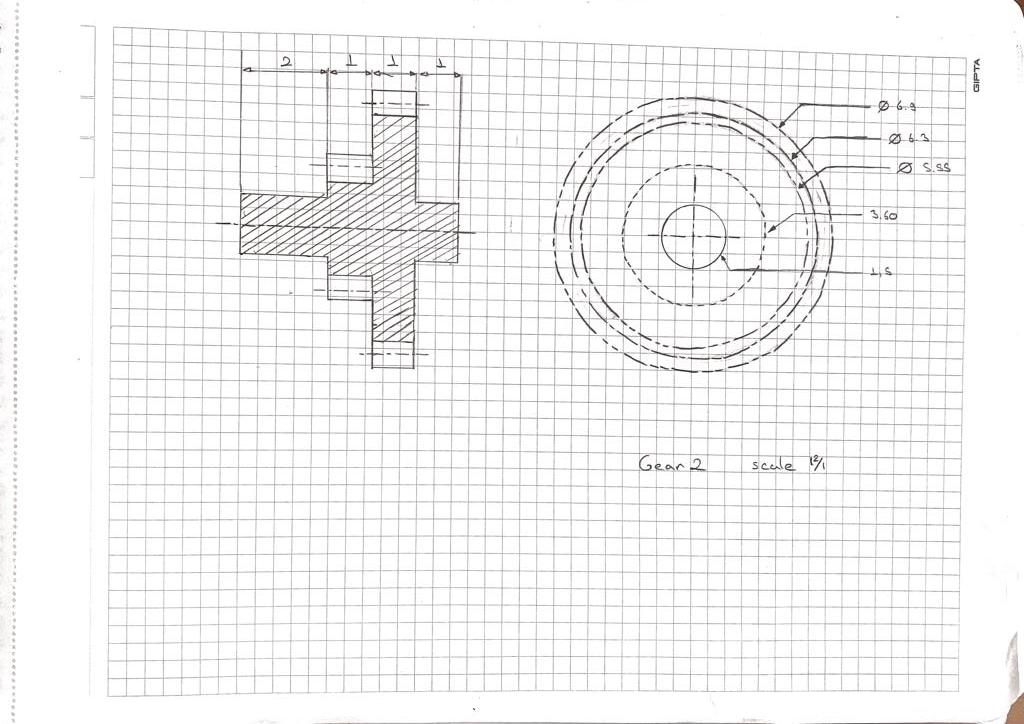 2 1 1 1
GIPTA
Ø 6.9
Ø 6.3
Ø 5.55
3.60
1,5
Gear 2 scale 12/1